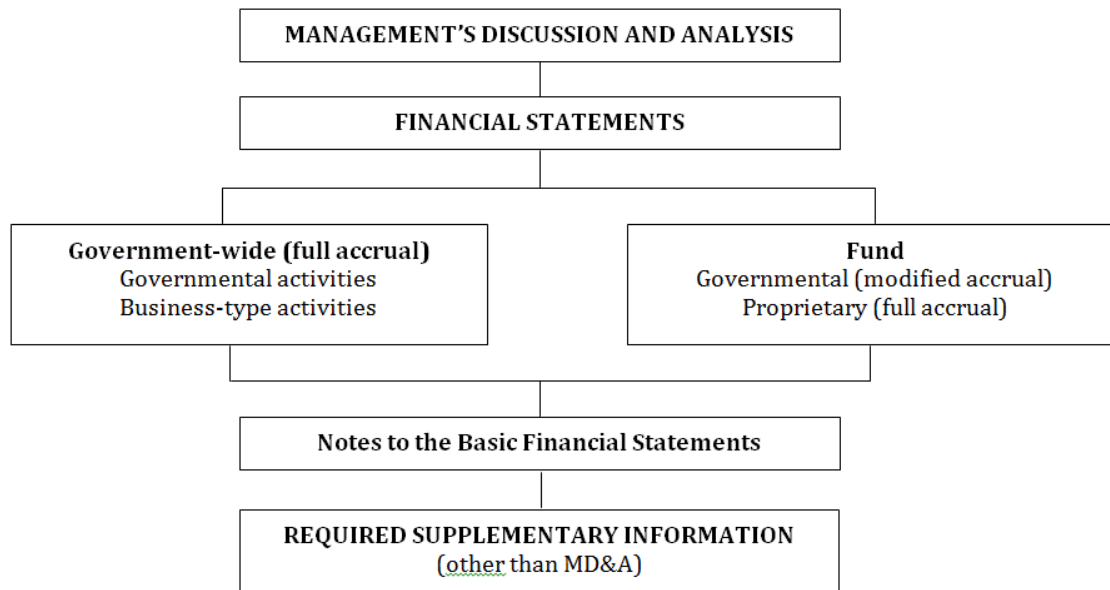 MANAGEMENT’S DISCUSSION AND ANALYSIS
FINANCIAL STATEMENTS
Government-wide (full accrual)
Governmental activities
Business-type activities
Fund
Governmental (modified accrual)
Proprietary (full accrual)
Notes to the Basic Financial Statements
REQUIRED SUPPLEMENTARY INFORMATION
(other than MD&A)